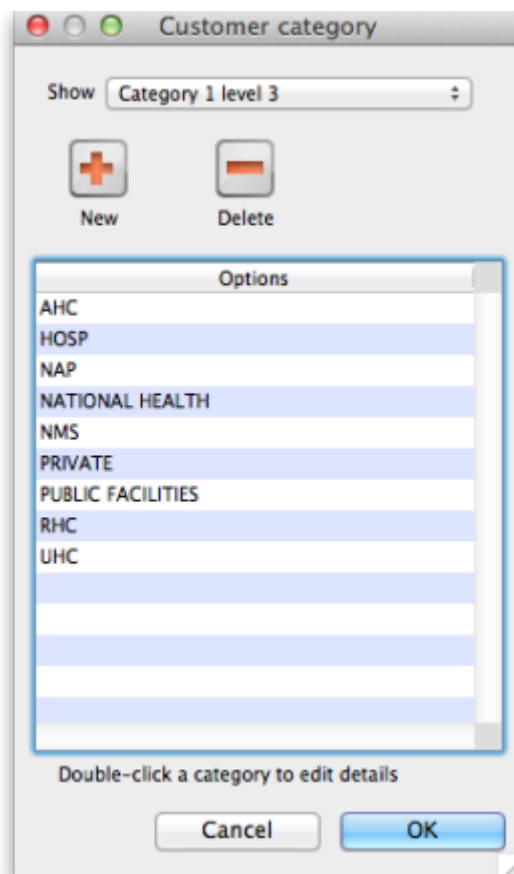 Customer category
Show Category 1 level 3
New Delete
Options
AHC
HOSP
NAP
NATIONAL HEALTH
NMS
PRIVATE
PUBLIC FACILITIES
RHC
UHC
Double-click a category to edit details
Cancel OK